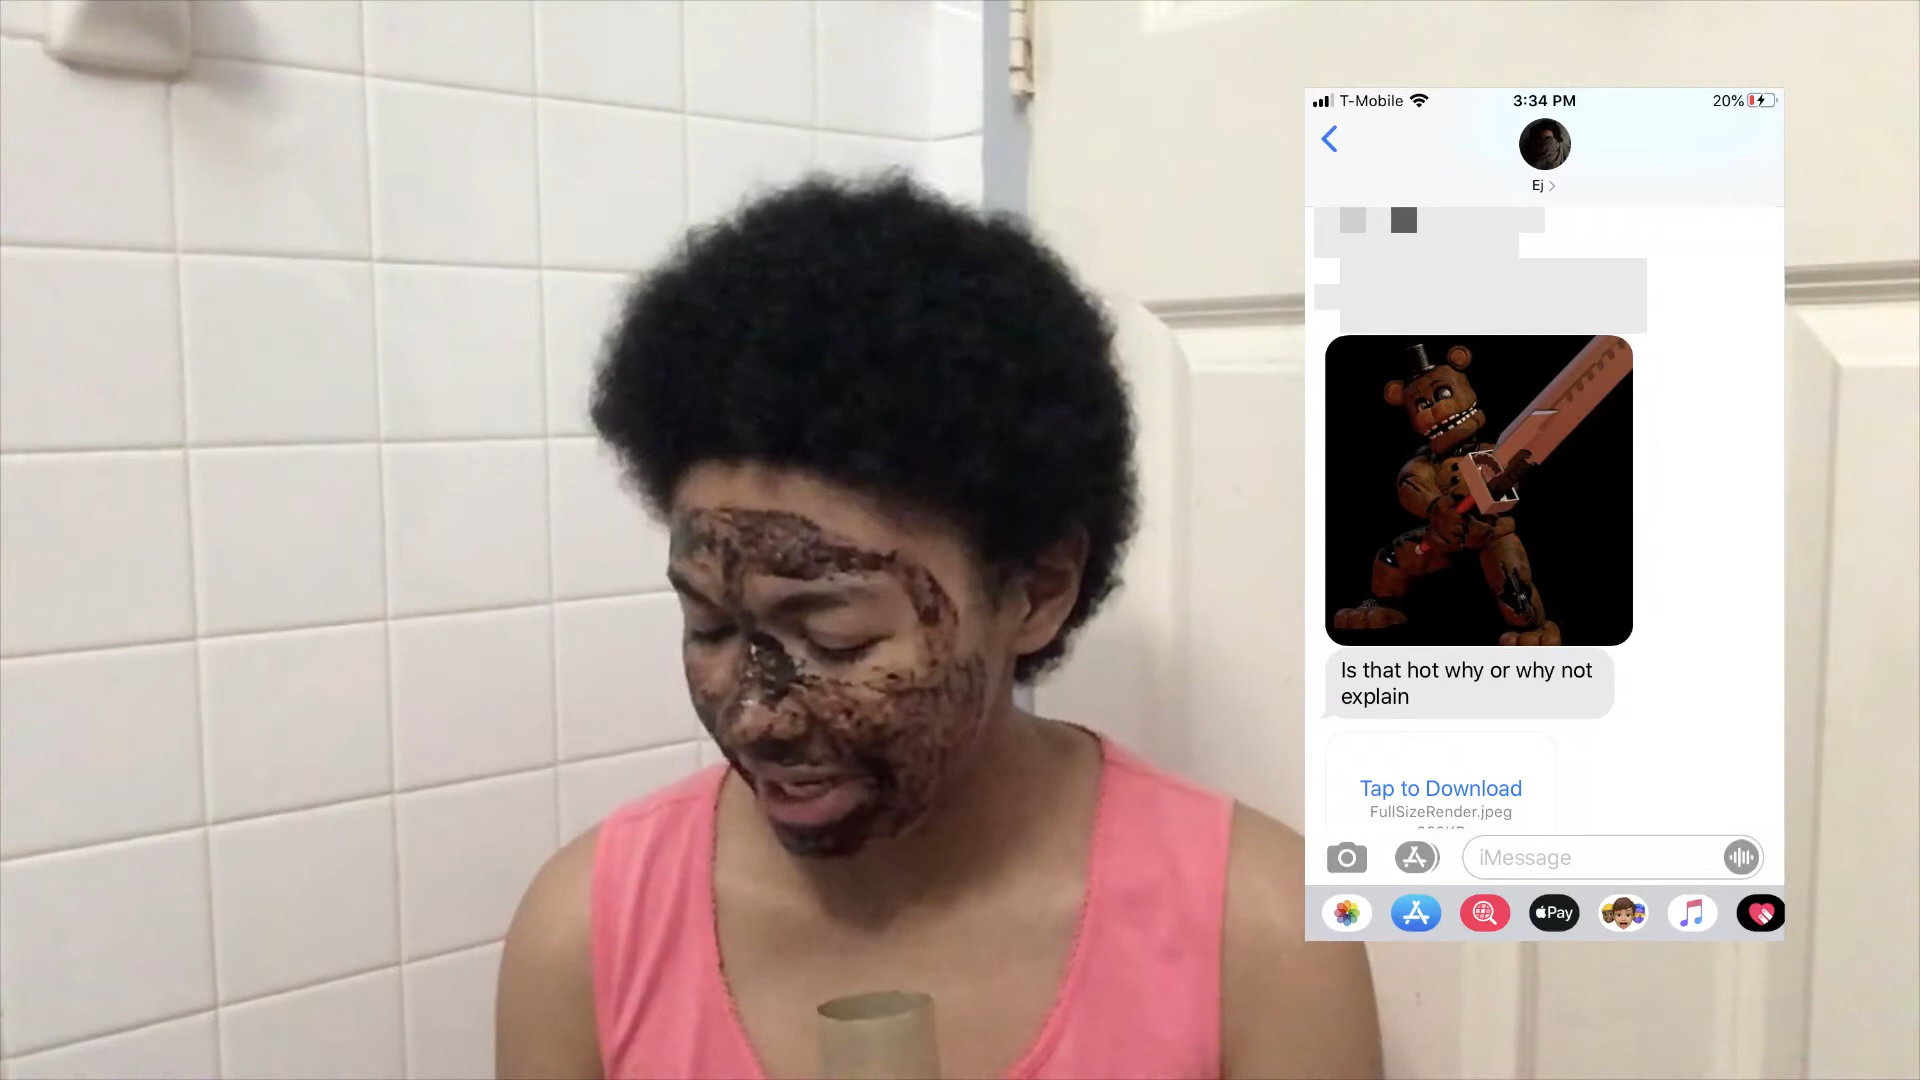 T-Mobile 3:34 PM 20%
Ej
Is that hot why or why not
explain
Tap to Download
FullSizeRender.jpeg
iMessage
Pay